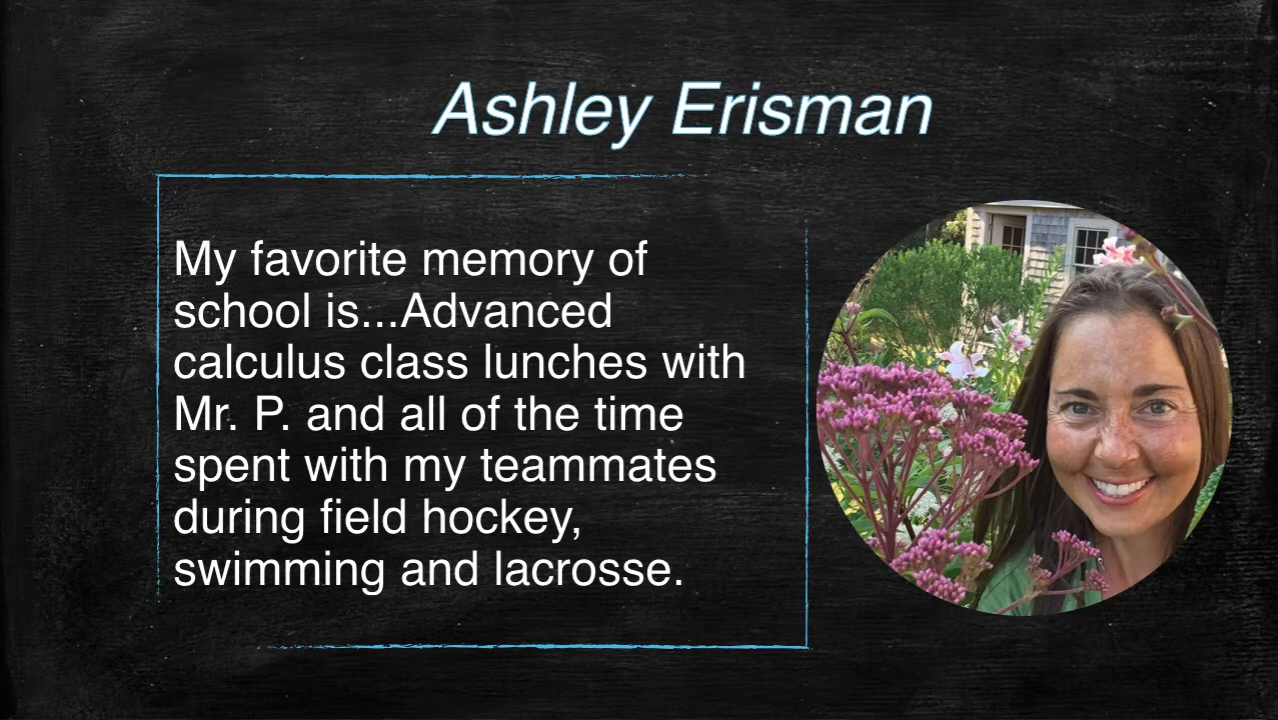 Ashley Erisman
My favorite memory of
school is...Advanced
calculus class lunches with
Mr. P. and all of the time
spent with my teammates
during field hockey,
swimming and lacrosse.